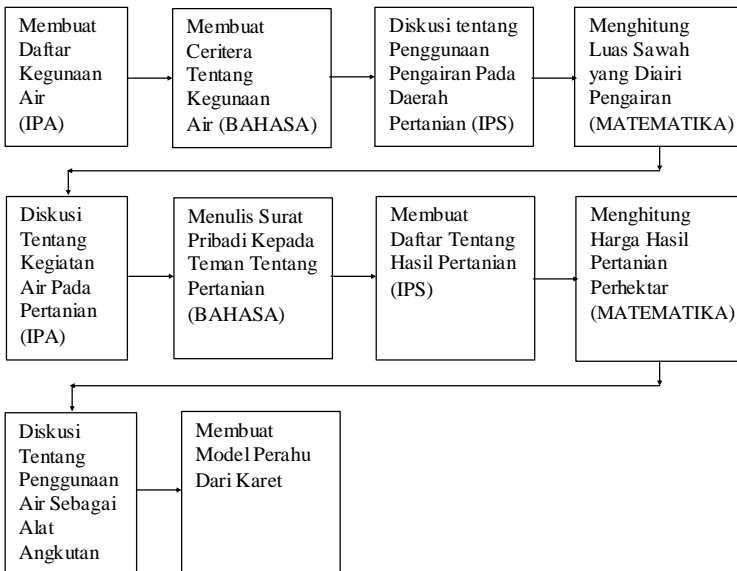 Membuat
Daftar
Kegunaan
Air
(IPA)
Membuat
Ceritera
Tentang
Kegunaan
Air (BAHASA)
Diskusi tentang
Penggunaan
Pengairan Pada
Daerah
Pertanian (IPS)
Menghitung
Luas Sawah
yang Diairi
Pengairan
(MATEMATIKA)
Diskusi
Tentang
Kegiatan
Air Pada
Pertanian
(IPA)
Menulis Surat
Pribadi Kepada
Teman Tentang
Pertanian
(BAHASA)
Membuat
Daftar Tentang
Hasil Pertanian
(IPS)
Menghitung
Harga Hasil
Pertanian
Perhektar
(MATEMATIKA)
Diskusi
Tentang
Penggunaan
Air Sebagai
Alat
Angkutan
Membuat
Model Perahu
Dari Karet